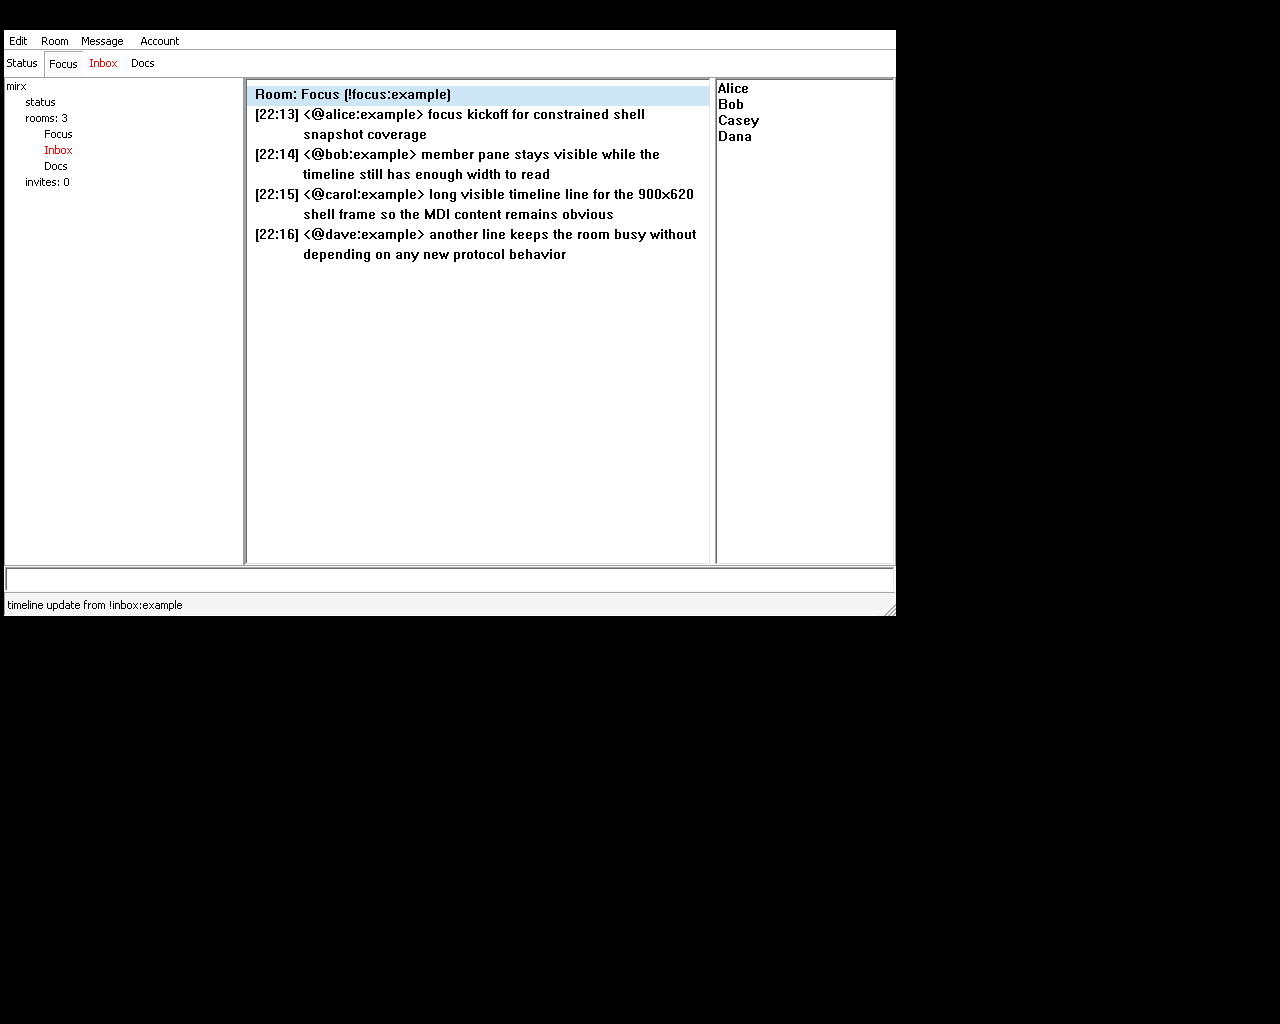 Edit Room Message Account
Status Focus Inbox Docs
mirx
status
rooms: 3
Focus
Inbox
Docs
invites: 0
Room: Focus (!focus:example)
[22:13] <@alice:example> focus kickoff for constrained shell
snapshot coverage
[22:14] <@bob:example> member pane stays visible while the
timeline still has enough width to read
[22:15] <@carol:example> long visible timeline line for the 900x620
shell frame so the MDI content remains obvious
[22:16] <@dave:example> another line keeps the room busy without
depending on any new protocol behavior
Alice
Bob
Casey
Dana
timeline update from !inbox:example